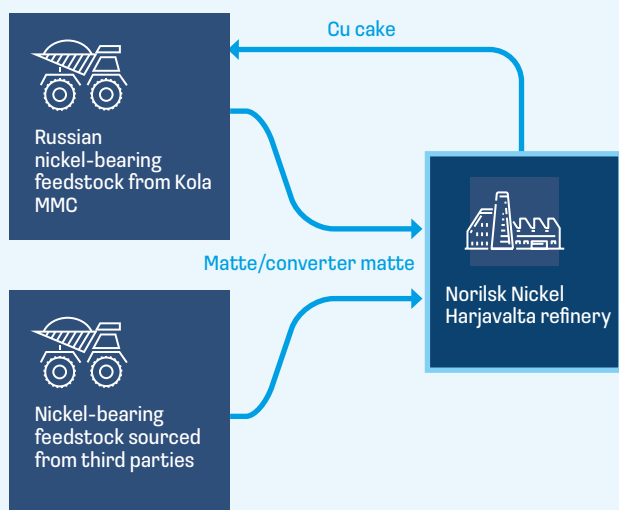 Cu cake
Russian
nickel-bearing
feedstock from Kola
MMC
Matte/converter matte
Norilsk Nickel
Harjavalta refinery
Nickel-bearing
feedstock sourced
from third parties